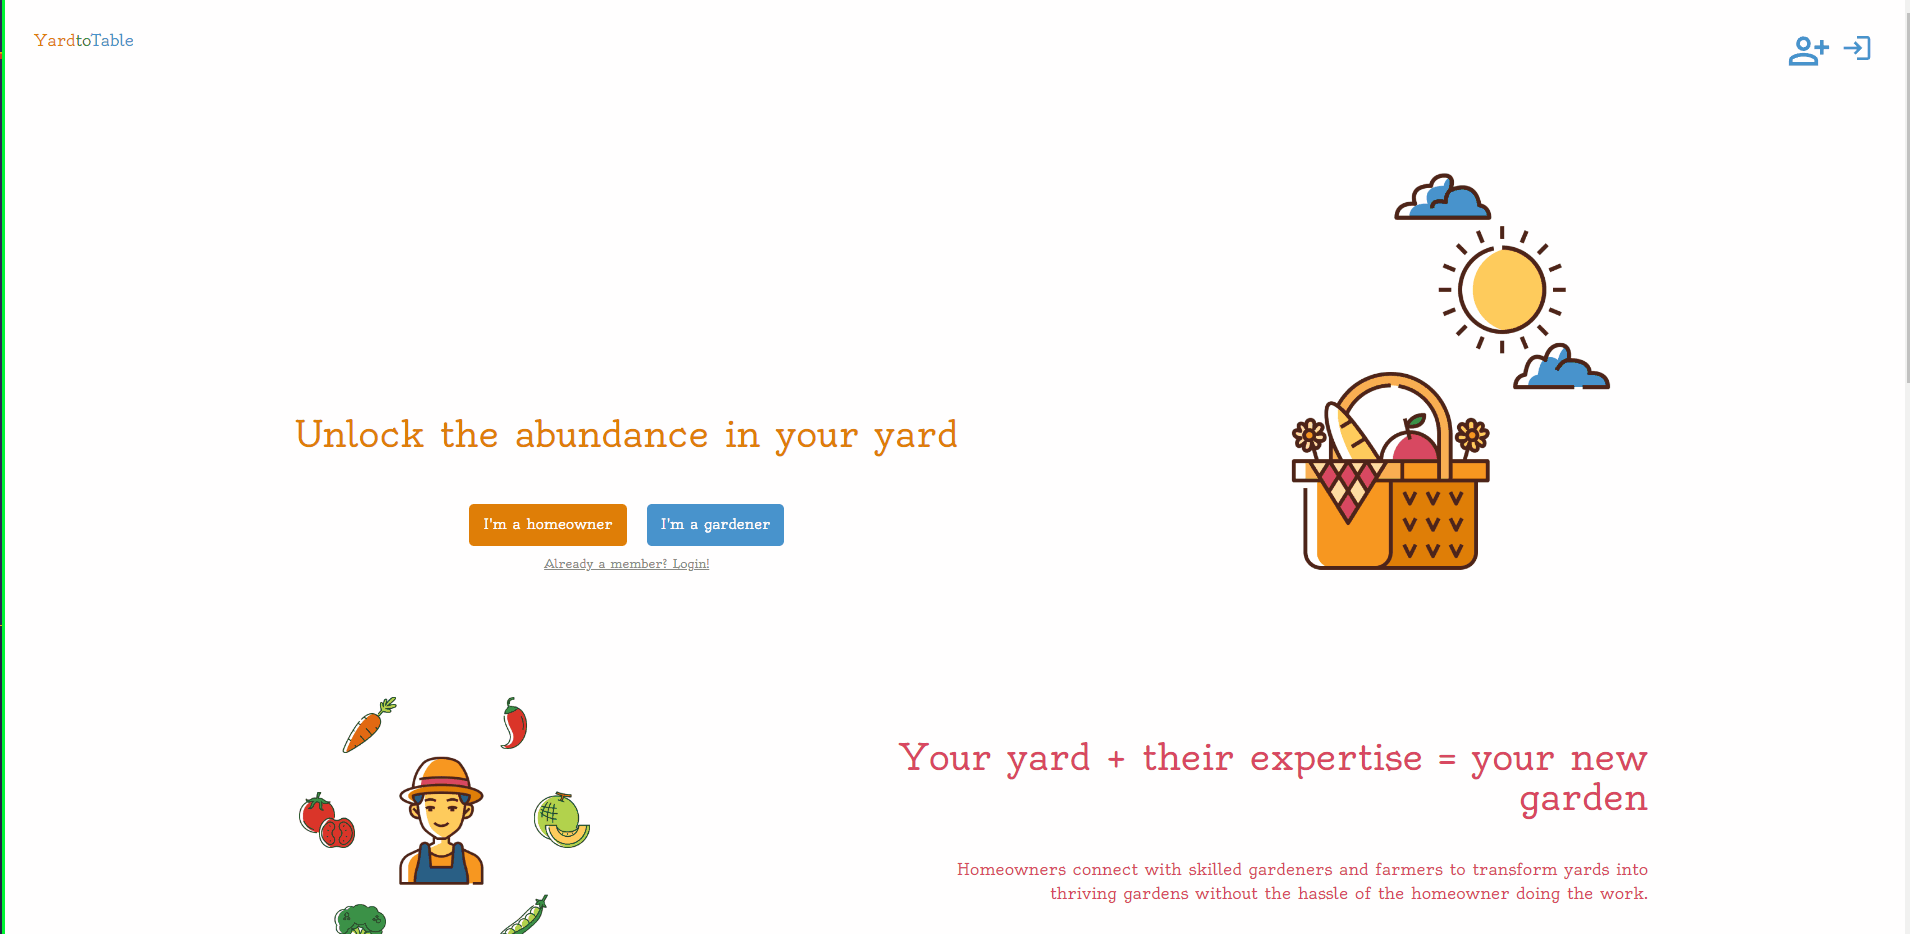 YardtoTable
Unlock the abundance in your yard
I'm a homeowner
I'm a gardener
Already a member? Login!
Your yard + their expertise = your new
garden
Homeowners connect with skilled gardeners and farmers to transform yards into
thriving gardens without the hassle of the homeowner doing the work.